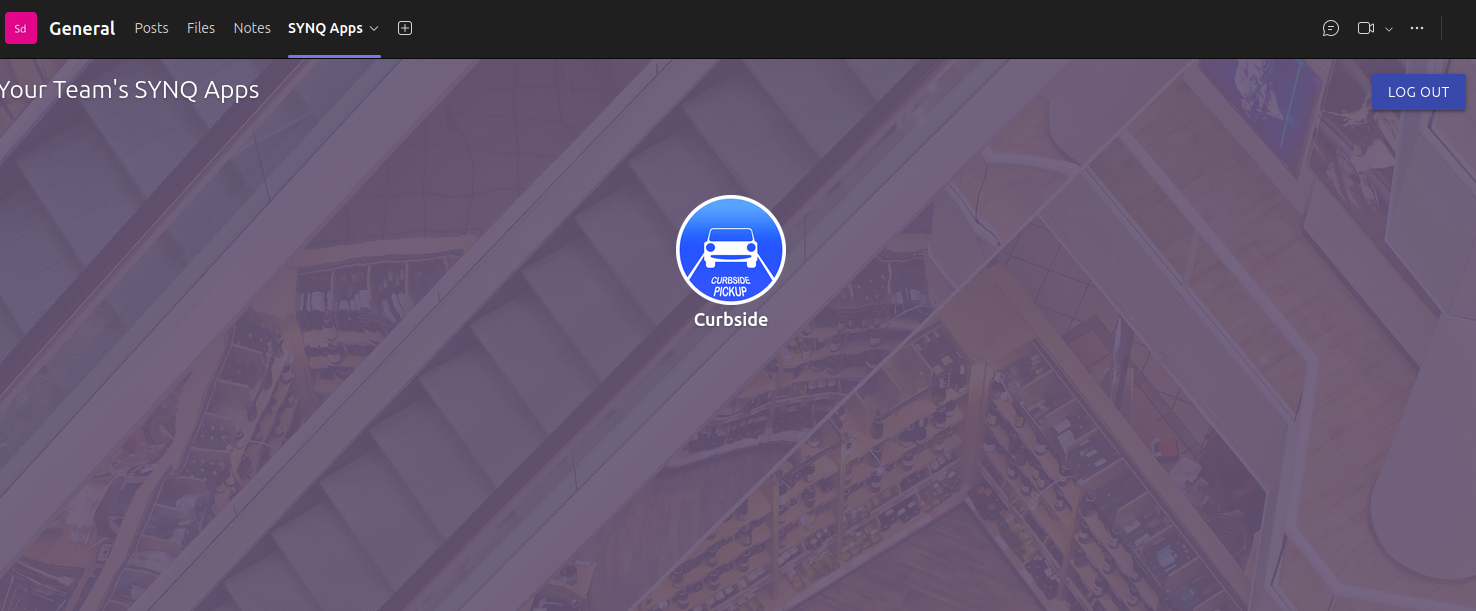 Sd General Posts Files Notes SYNQ Apps
Your Team's SYNQ Apps
LOG OUT
CURBSIDE
PICKUP
Curbside